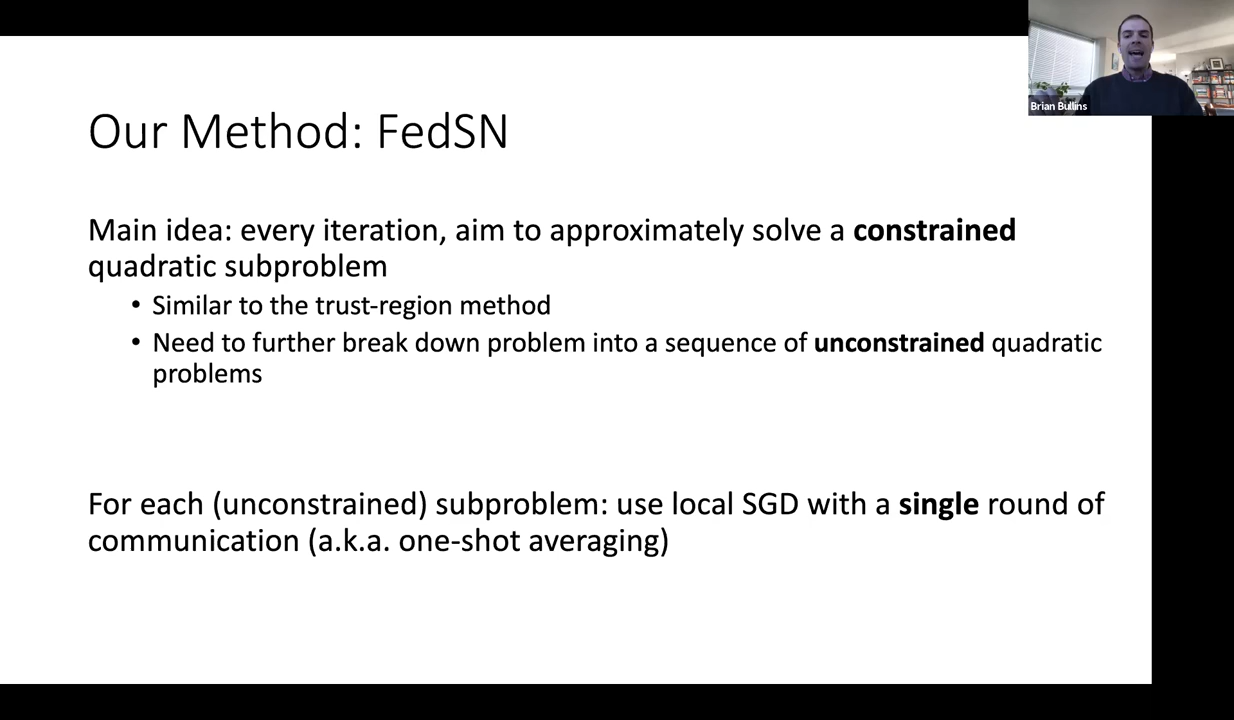 Brian Bullins
Our Method: FedSN
Main idea: every iteration, aim to approximately solve a constrained
quadratic subproblem
• Similar to the trust-region method
• Need to further break down problem into a sequence of unconstrained quadratic
problems
For each (unconstrained) subproblem: use local SGD with a single round of
communication (a.k.a. one-shot averaging)